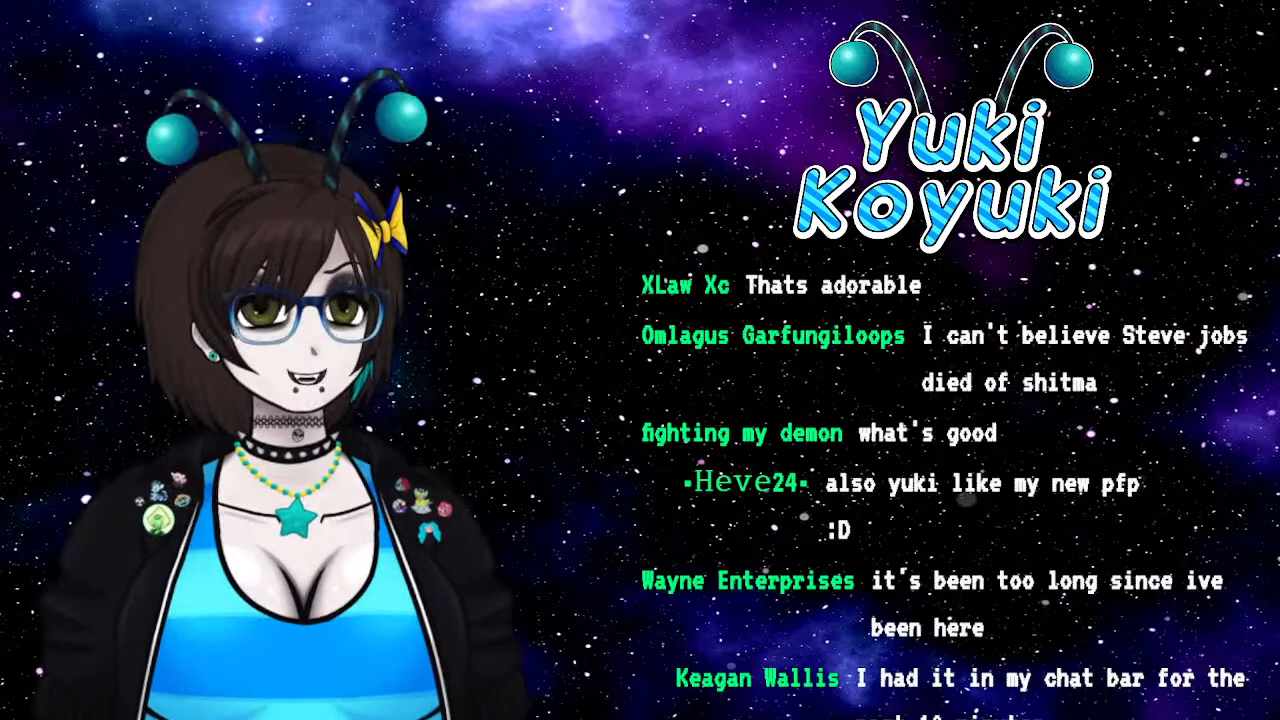 Yuki
Koyuki
XLaw Xc Thats adorable
Omlagus Garfungiloops I can't believe Steve jobs
died of shitma
fighting my demon what's good
•Heve24• also yuki like my new pfp
:D
Wayne Enterprises it's been too long since ive
been here
Keagan Wallis I had it in my chat bar for the